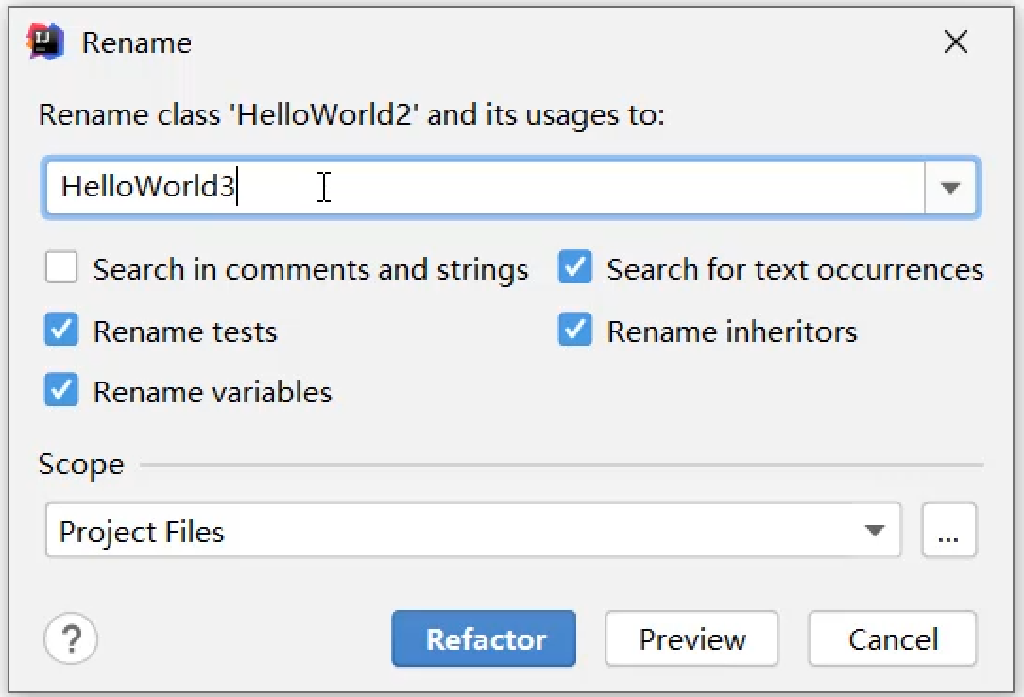 Rename
Rename class 'HelloWorld2' and its usages to:
HelloWorld3
Search in comments and strings
Search for text occurrences
Rename tests
Rename inheritors
Rename variables
Scope
Project Files
...
?
Refactor
Preview
Cancel